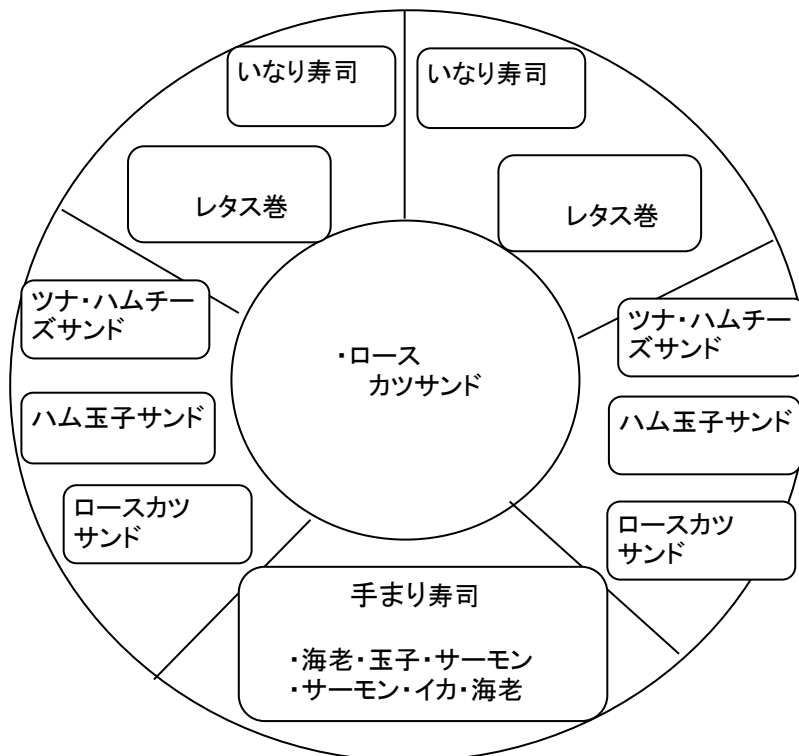 いなり寿司
いなり寿司
レタス巻
レタス巻
ツナ・ハムチー
ズサンド
ツナ・ハムチー
ズサンド
・ロース
カツサンド
ハム玉子サンド
ハム玉子サンド
ロースカツ
サンド
ロースカツ
サンド
手まり寿司
・海老・玉子・サーモン
・サーモン・イカ・海老